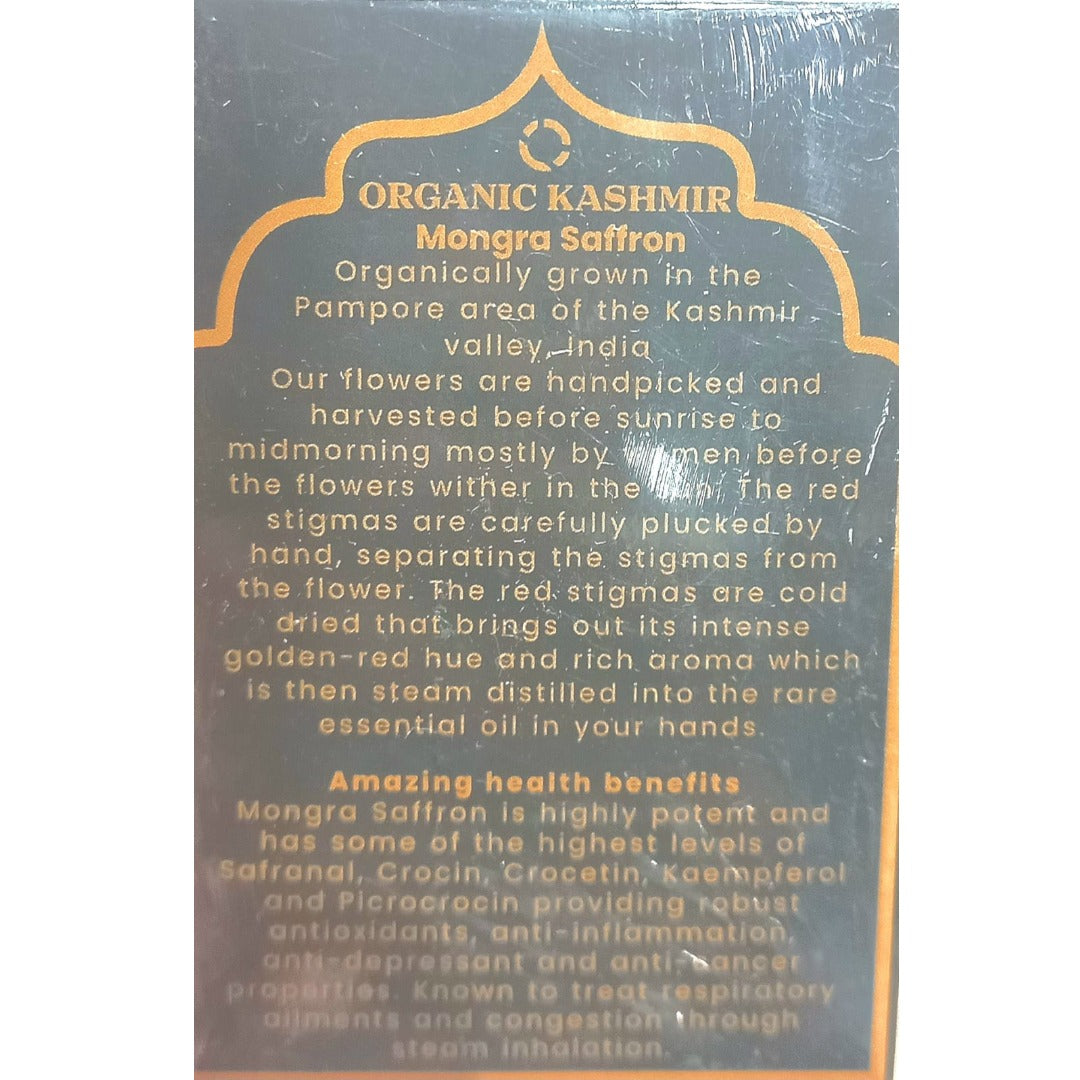 ORGANIC KASHMIR
Mongra Saffron
Organically grown in the
Pampore area of the Kashmir
valley, India
Our flowers are handpicked and
harvested before sunrise to
midmorning mostly by women before
the flowers wither in the sun. The red
stigmas are carefully plucked by
hand, separating the stigmas from
the flower. The red stigmas are cold
dried that brings out its intense
golden-red hue and rich aroma which
is then steam distilled into the rare
essential oil in your hands.
Amazing health benefits
Mongra Saffron is highly potent and
has some of the highest levels of
Safranal, Crocin, Crocetin, Kaempferol
and Picrocrocin providing robust
antioxidants, anti-inflammation,
anti-depressant and anti-cancer
properties. Known to treat respiratory
ailments and congestion through
steam inhalation.